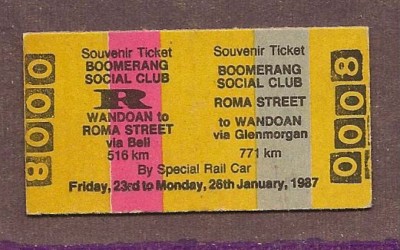 Souvenir Ticket
BOOMERANG
SOCIAL CLUB
R
WANDOAN to
ROMA STREET
via Bell
516 km
Souvenir Ticket
BOOMERANG
SOCIAL CLUB
ROMA STREET
to WANDOAN
via Glenmorgan
771 km
By Special Rail Car
Friday, 23rd to Monday, 26th January, 1987
0008
0008